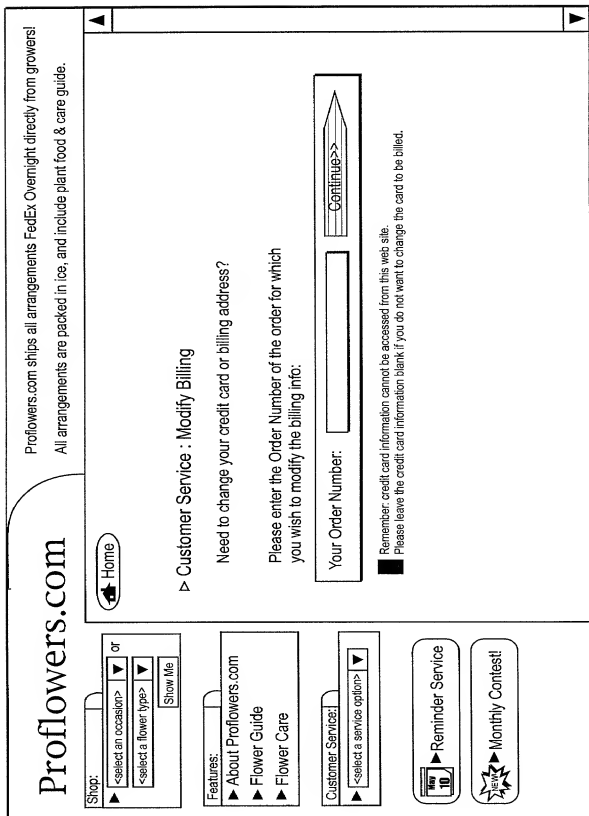 Proflowers.com
Proflowers.com ships all arrangements FedEx Overnight directly from growers!
All arrangements are packed in ice, and include plant food & care guide.
Shop:
<select an occasion> or
<select a flower type>
Show Me
Features:
About Proflowers.com
Flower Guide
Flower Care
Customer Service:
<select a service option>
May
10
Reminder Service
NEW!
Monthly Contest!
Home
Customer Service : Modify Billing
Need to change your credit card or billing address?
Please enter the Order Number of the order for which
you wish to modify the billing info:
Your Order Number:
Continue>>
Remember: credit card information cannot be accessed from this web site.
Please leave the credit card information blank if you do not want to change the card to be billed.